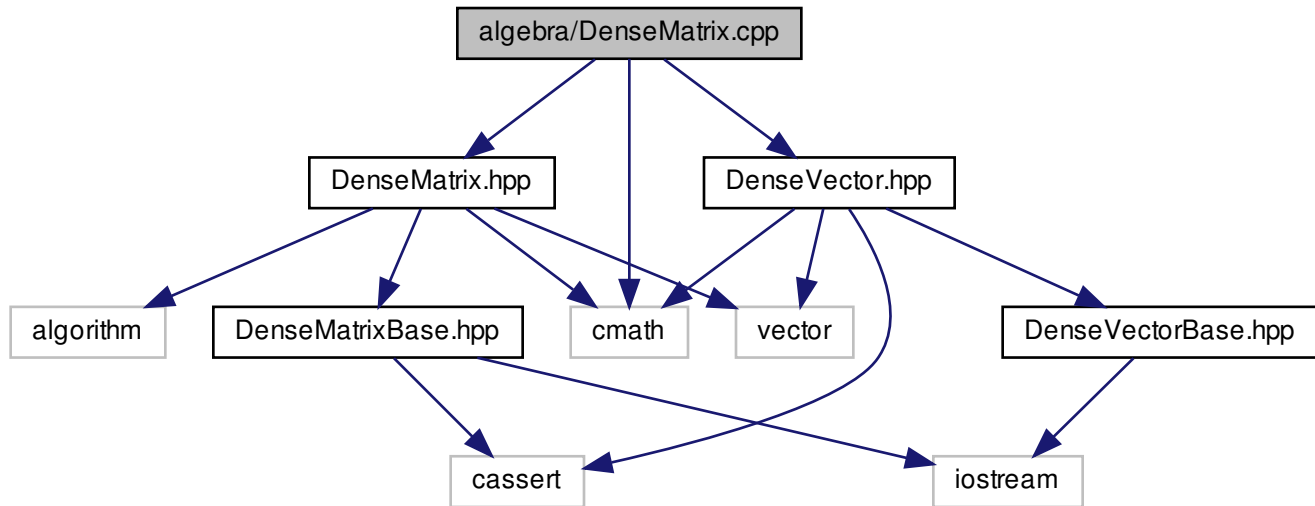 algebra/DenseMatrix.cpp
DenseMatrix.hpp
DenseVector.hpp
algorithm
DenseMatrixBase.hpp
cmath
vector
DenseVectorBase.hpp
cassert
iostream